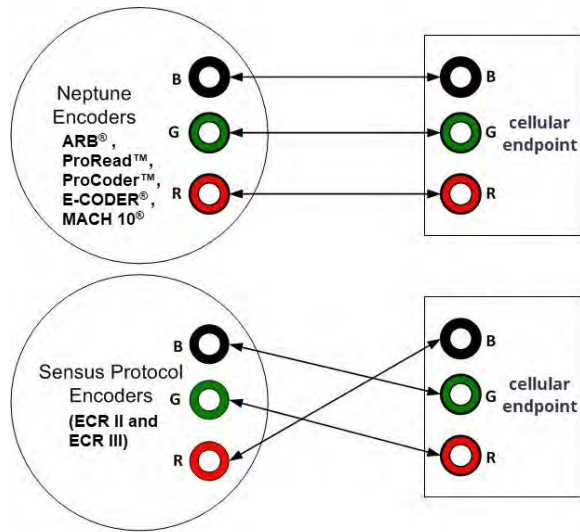 Neptune
Encoders
ARB®,
ProRead™,
ProCoder™,
E-CODER®,
MACH 10®
B
G
R
B
G
R
cellular
endpoint
Sensus Protocol
Encoders
(ECR II and
ECR III)
B
G
R
B
G
R
cellular
endpoint